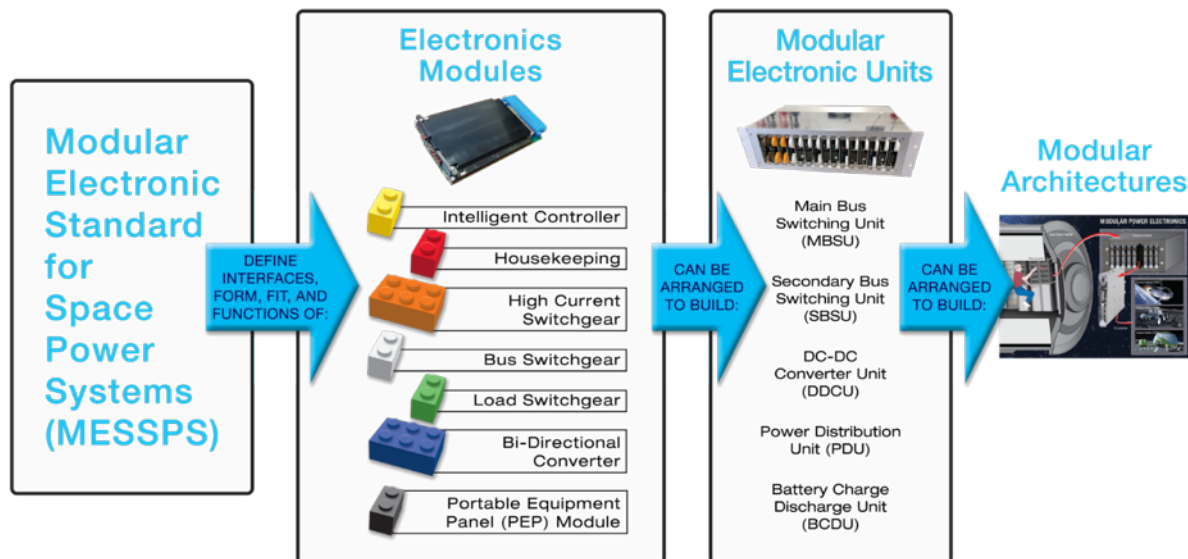 Modular
Electronic
Standard
for
Space
Power
Systems
(MESSPS)
DEFINE
INTERFACES,
FORM, FIT, AND
FUNCTIONS OF:
Electronics
Modules
Intelligent Controller
Housekeeping
High Current
Switchgear
Bus Switchgear
Load Switchgear
Bi-Directional
Converter
Portable Equipment
Panel (PEP) Module
CAN BE
ARRANGED
TO BUILD:
Modular
Electronic Units
Main Bus
Switching Unit
(MBSU)
Secondary Bus
Switching Unit
(SBSU)
DC-DC
Converter Unit
(DDCU)
Power Distribution
Unit (PDU)
Battery Charge
Discharge Unit
(BCDU)
CAN BE
ARRANGED
TO BUILD:
Modular
Architectures
MODULAR POWER ELECTRONICS